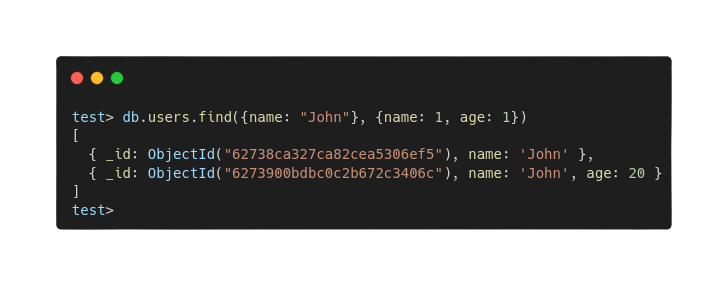 test> db.users.find({name: "John"}, {name: 1, age: 1})
[
  { _id: ObjectId("62738ca327ca82cea5306ef5"), name: 'John' },
  { _id: ObjectId("6273900bdbc0c2b672c3406c"), name: 'John', age: 20 }
]
test>